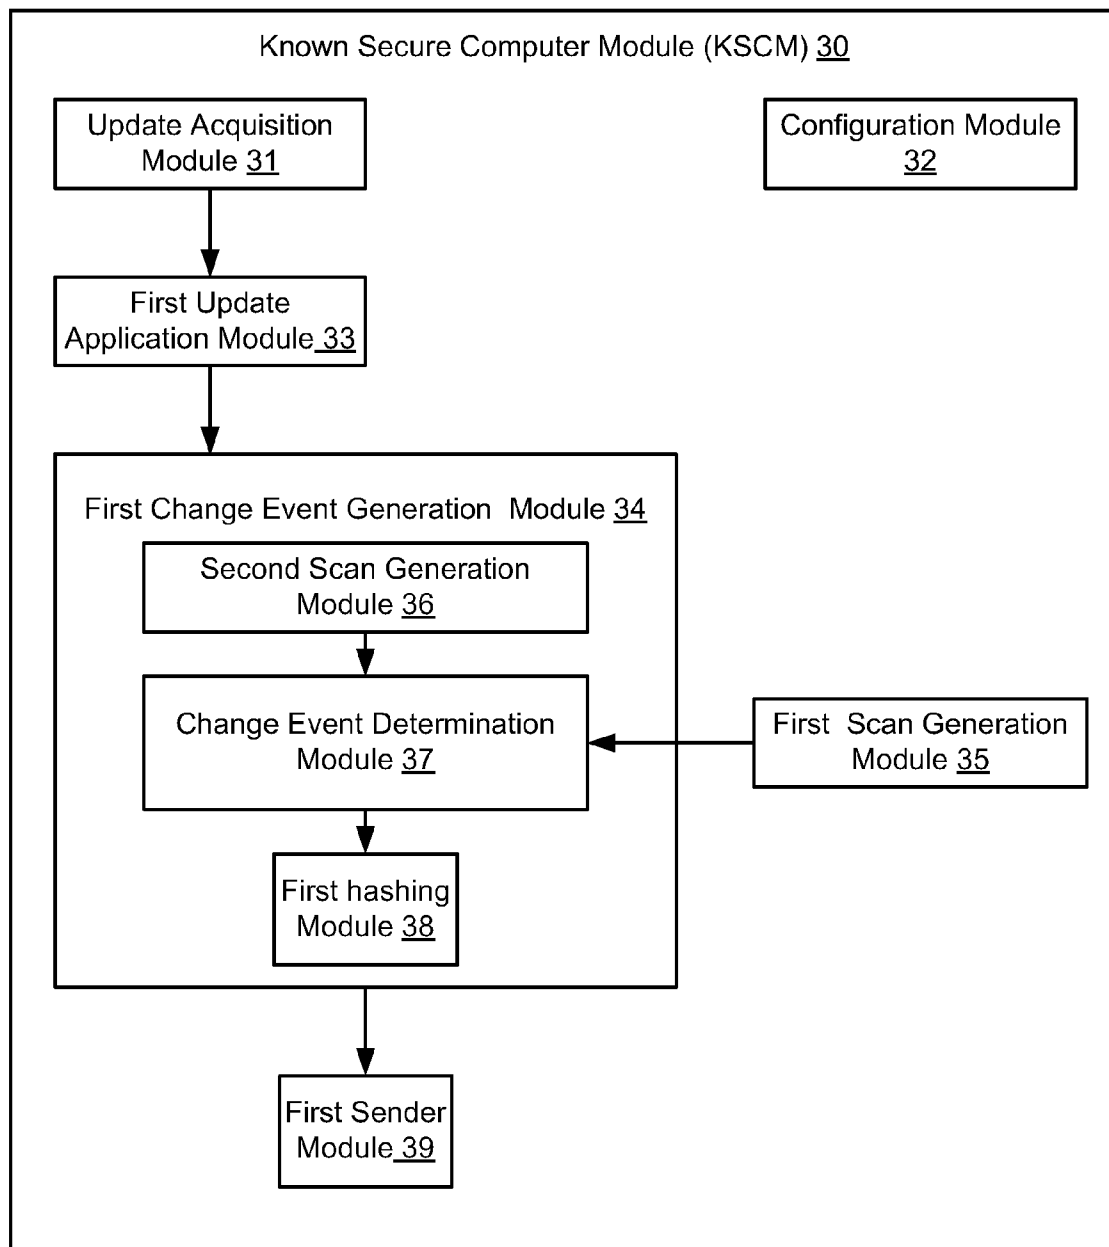 Known Secure Computer Module (KSCM) 30
Update Acquisition
Module 31
Configuration Module
32
First Update
Application Module 33
First Change Event Generation Module 34
Second Scan Generation
Module 36
Change Event Determination
Module 37
First Scan Generation
Module 35
First hashing
Module 38
First Sender
Module 39